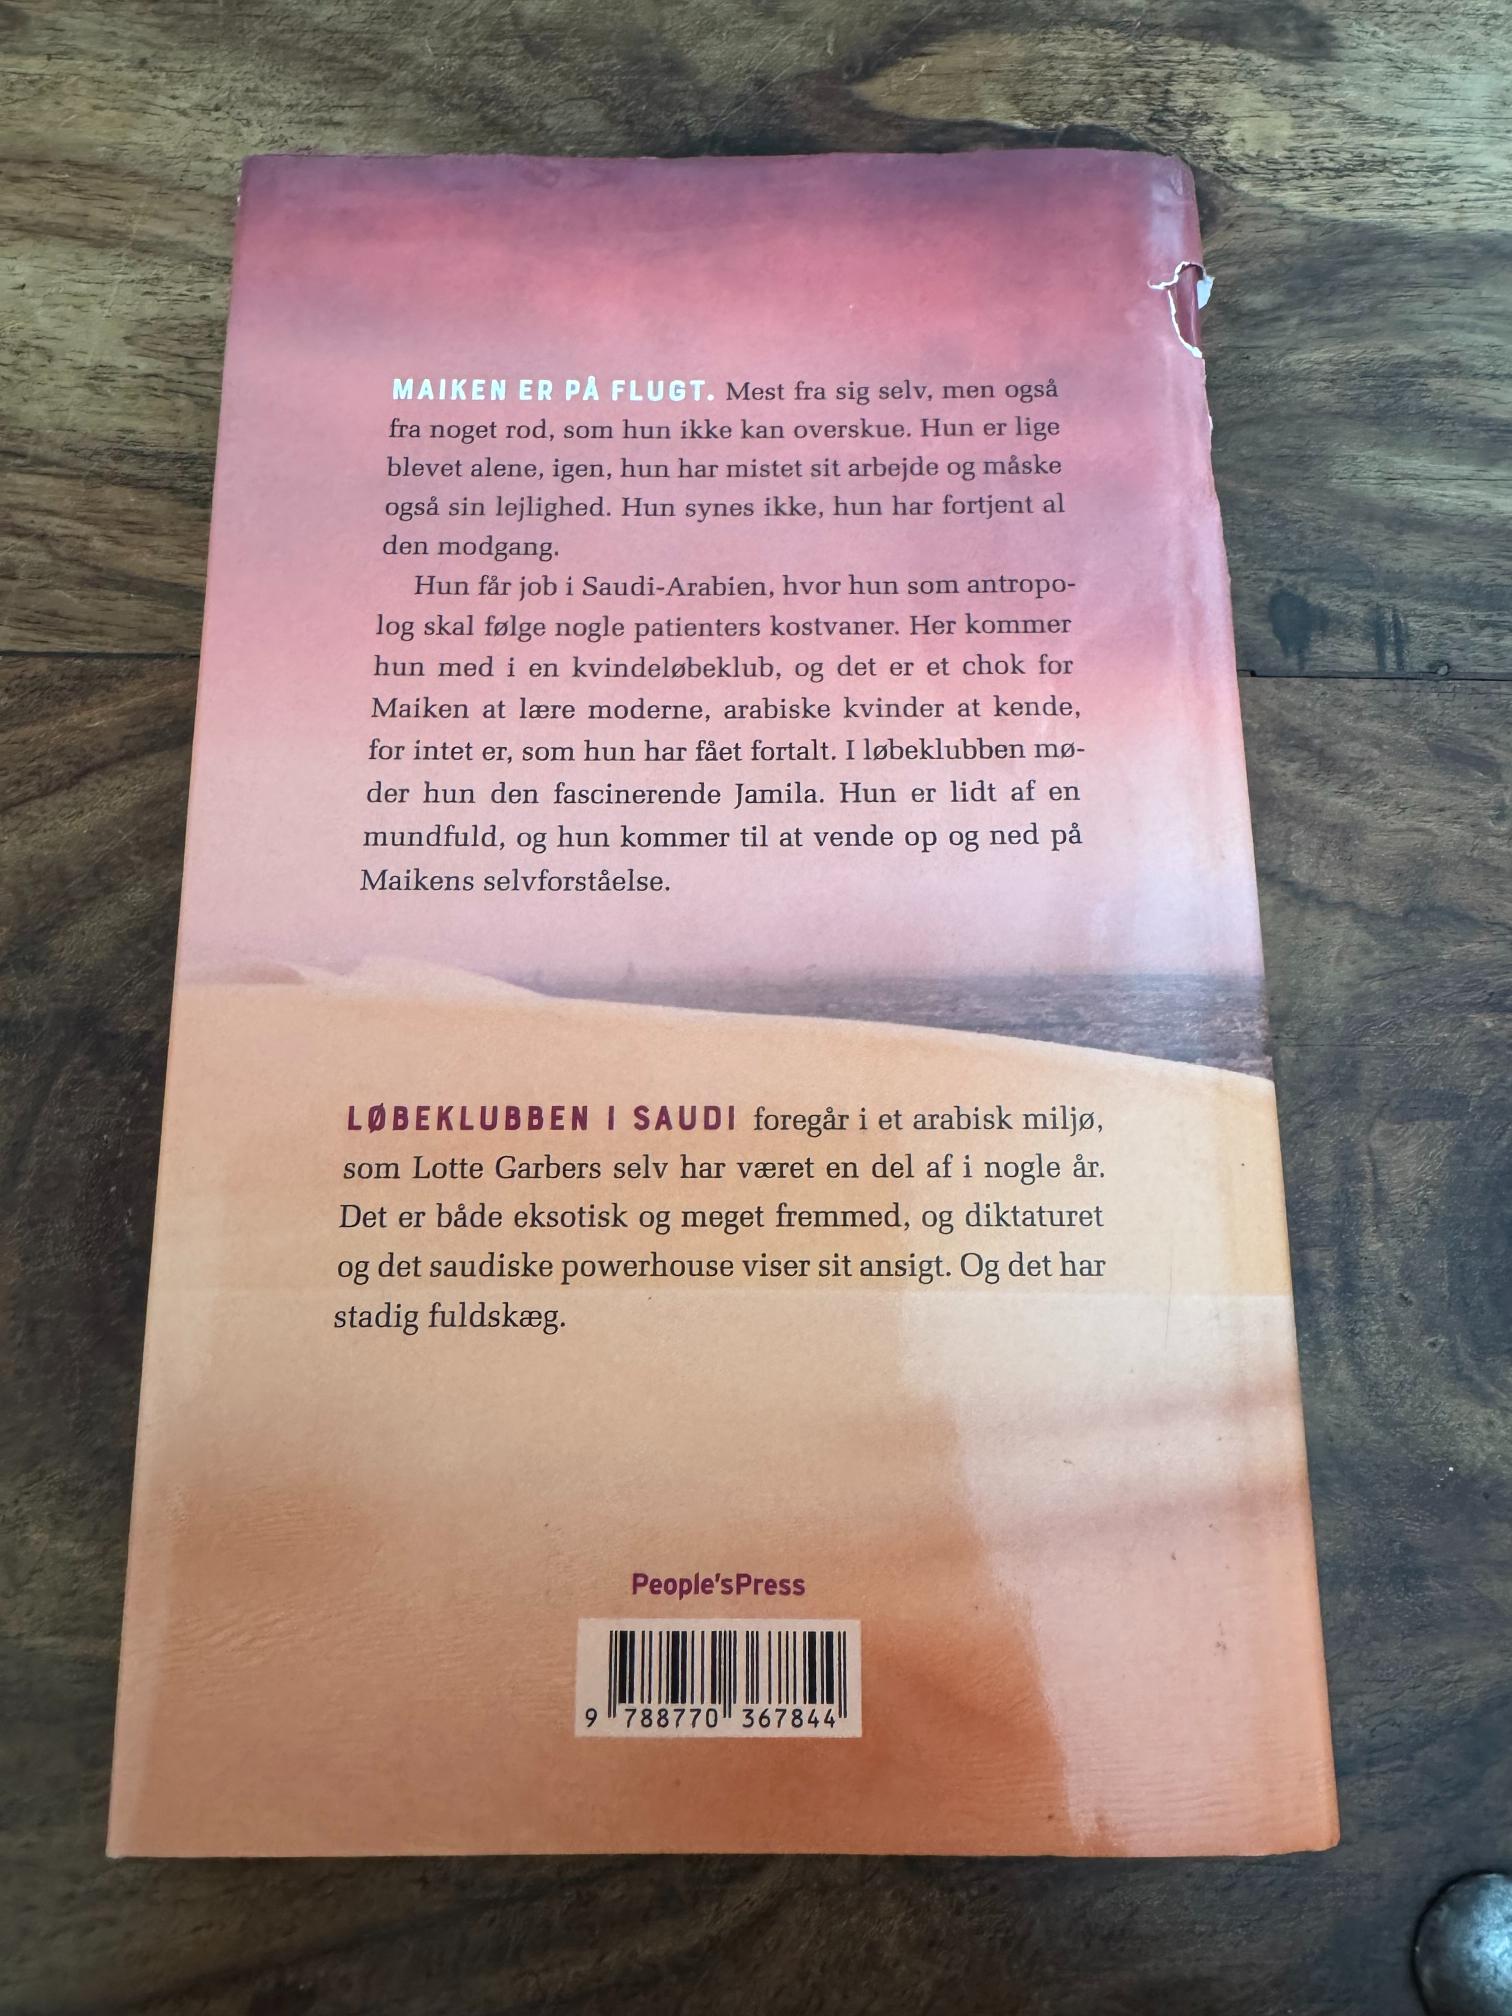 MAIKEN ER PÅ FLUGT. Mest fra sig selv, men også
fra noget rod, som hun ikke kan overskue. Hun er lige
blevet alene, igen, hun har mistet sit arbejde og måske
også sin lejlighed. Hun synes ikke, hun har fortjent al
den modgang.
Hun får job i Saudi-Arabien, hvor hun som antropo-
log skal følge nogle patienters kostvaner. Her kommer
hun med i en kvindeløbeklub, og det er et chok for
Maiken at lære moderne, arabiske kvinder at kende,
for intet er, som hun har fået fortalt. I løbeklubben mø-
der hun den fascinerende Jamila. Hun er lidt af en
mundfuld, og hun kommer til at vende op og ned på
Maikens selvforståelse.
LØBEKLUBBEN I SAUDI foregår i et arabisk miljø,
som Lotte Garbers selv har været en del af i nogle år.
Det er både eksotisk og meget fremmed, og diktaturet
og det saudiske powerhouse viser sit ansigt. Og det har
stadig fuldskæg.
People'sPress
9 788770 367844